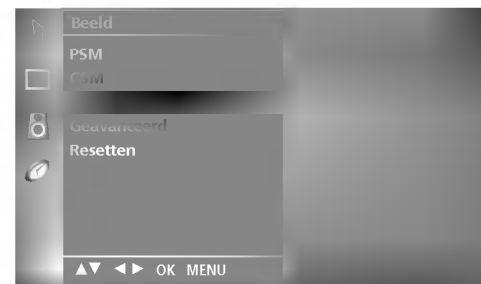 Beeld
PSM
CSM
Geavanceerd
Resetten
▲▼ ◄► OK MENU